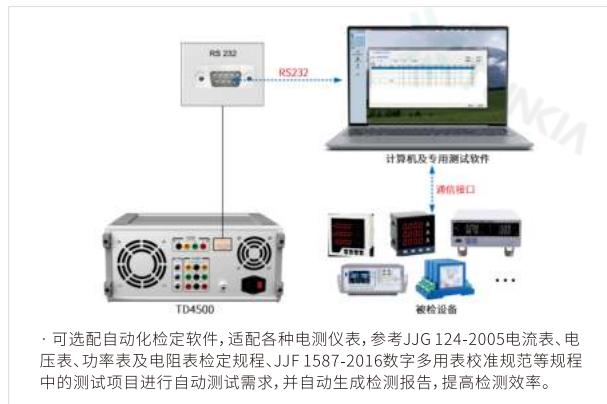 RS 232
RS232
计算机及专用测试软件
通信接口
TD4500
被检设备
· 可选配自动化检定软件，适配各种电测仪表，参考JJG 124-2005电流表、电
压表、功率表及电阻表检定规程、JJF 1587-2016数字多用表校准规范等规程
中的测试项目进行自动测试需求，并自动生成检测报告，提高检测效率。